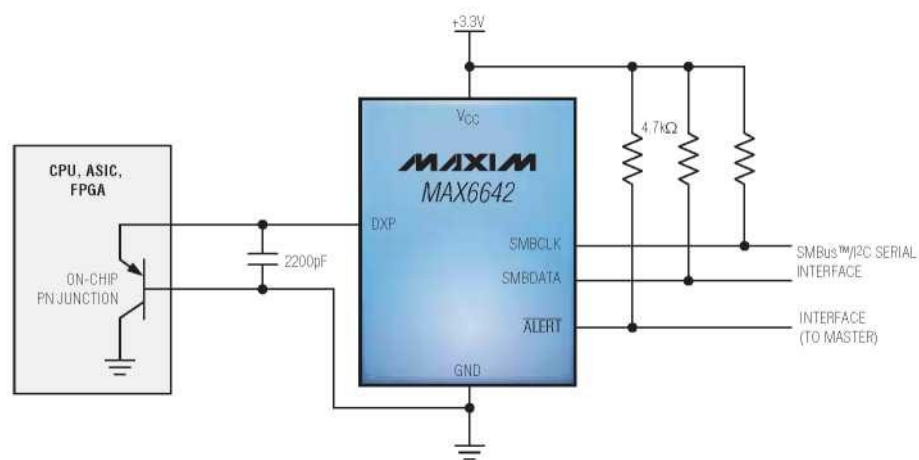 +3.3V
VCC
4.7kΩ
CPU, ASIC,
FPGA
MAXIM
MAX6642
DXP
SMBCLK
SMBus™/I²C SERIAL
INTERFACE
2200pF
ON-CHIP
PN JUNCTION
SMBDATA
ALERT
INTERFACE
(TO MASTER)
GND